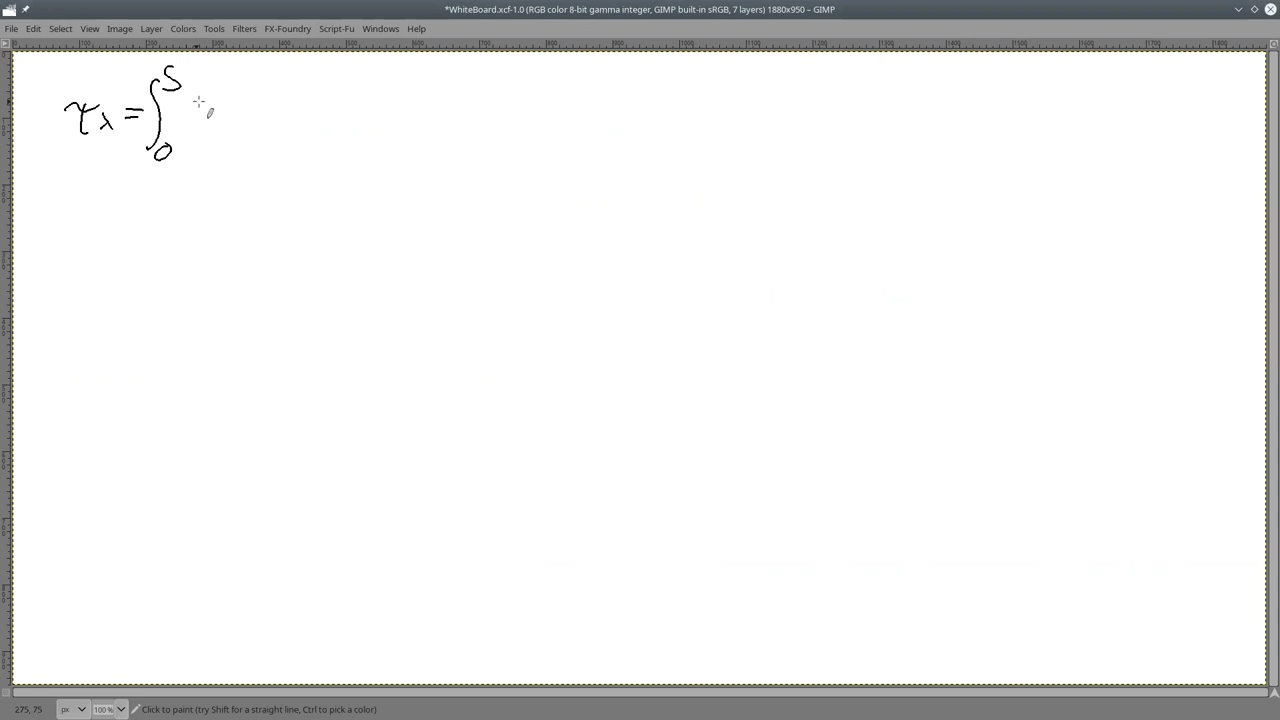 *WhiteBoard.xcf-1.0 (RGB color 8-bit gamma integer, GIMP built-in sRGB, 7 layers) 1880x950 – GIMP
File Edit Select View Image Layer Colors Tools Filters FX-Foundry Script-Fu Windows Help
τ_λ = ∫_0^S
275, 75 px 100 % Click to paint (try Shift for a straight line, Ctrl to pick a color)